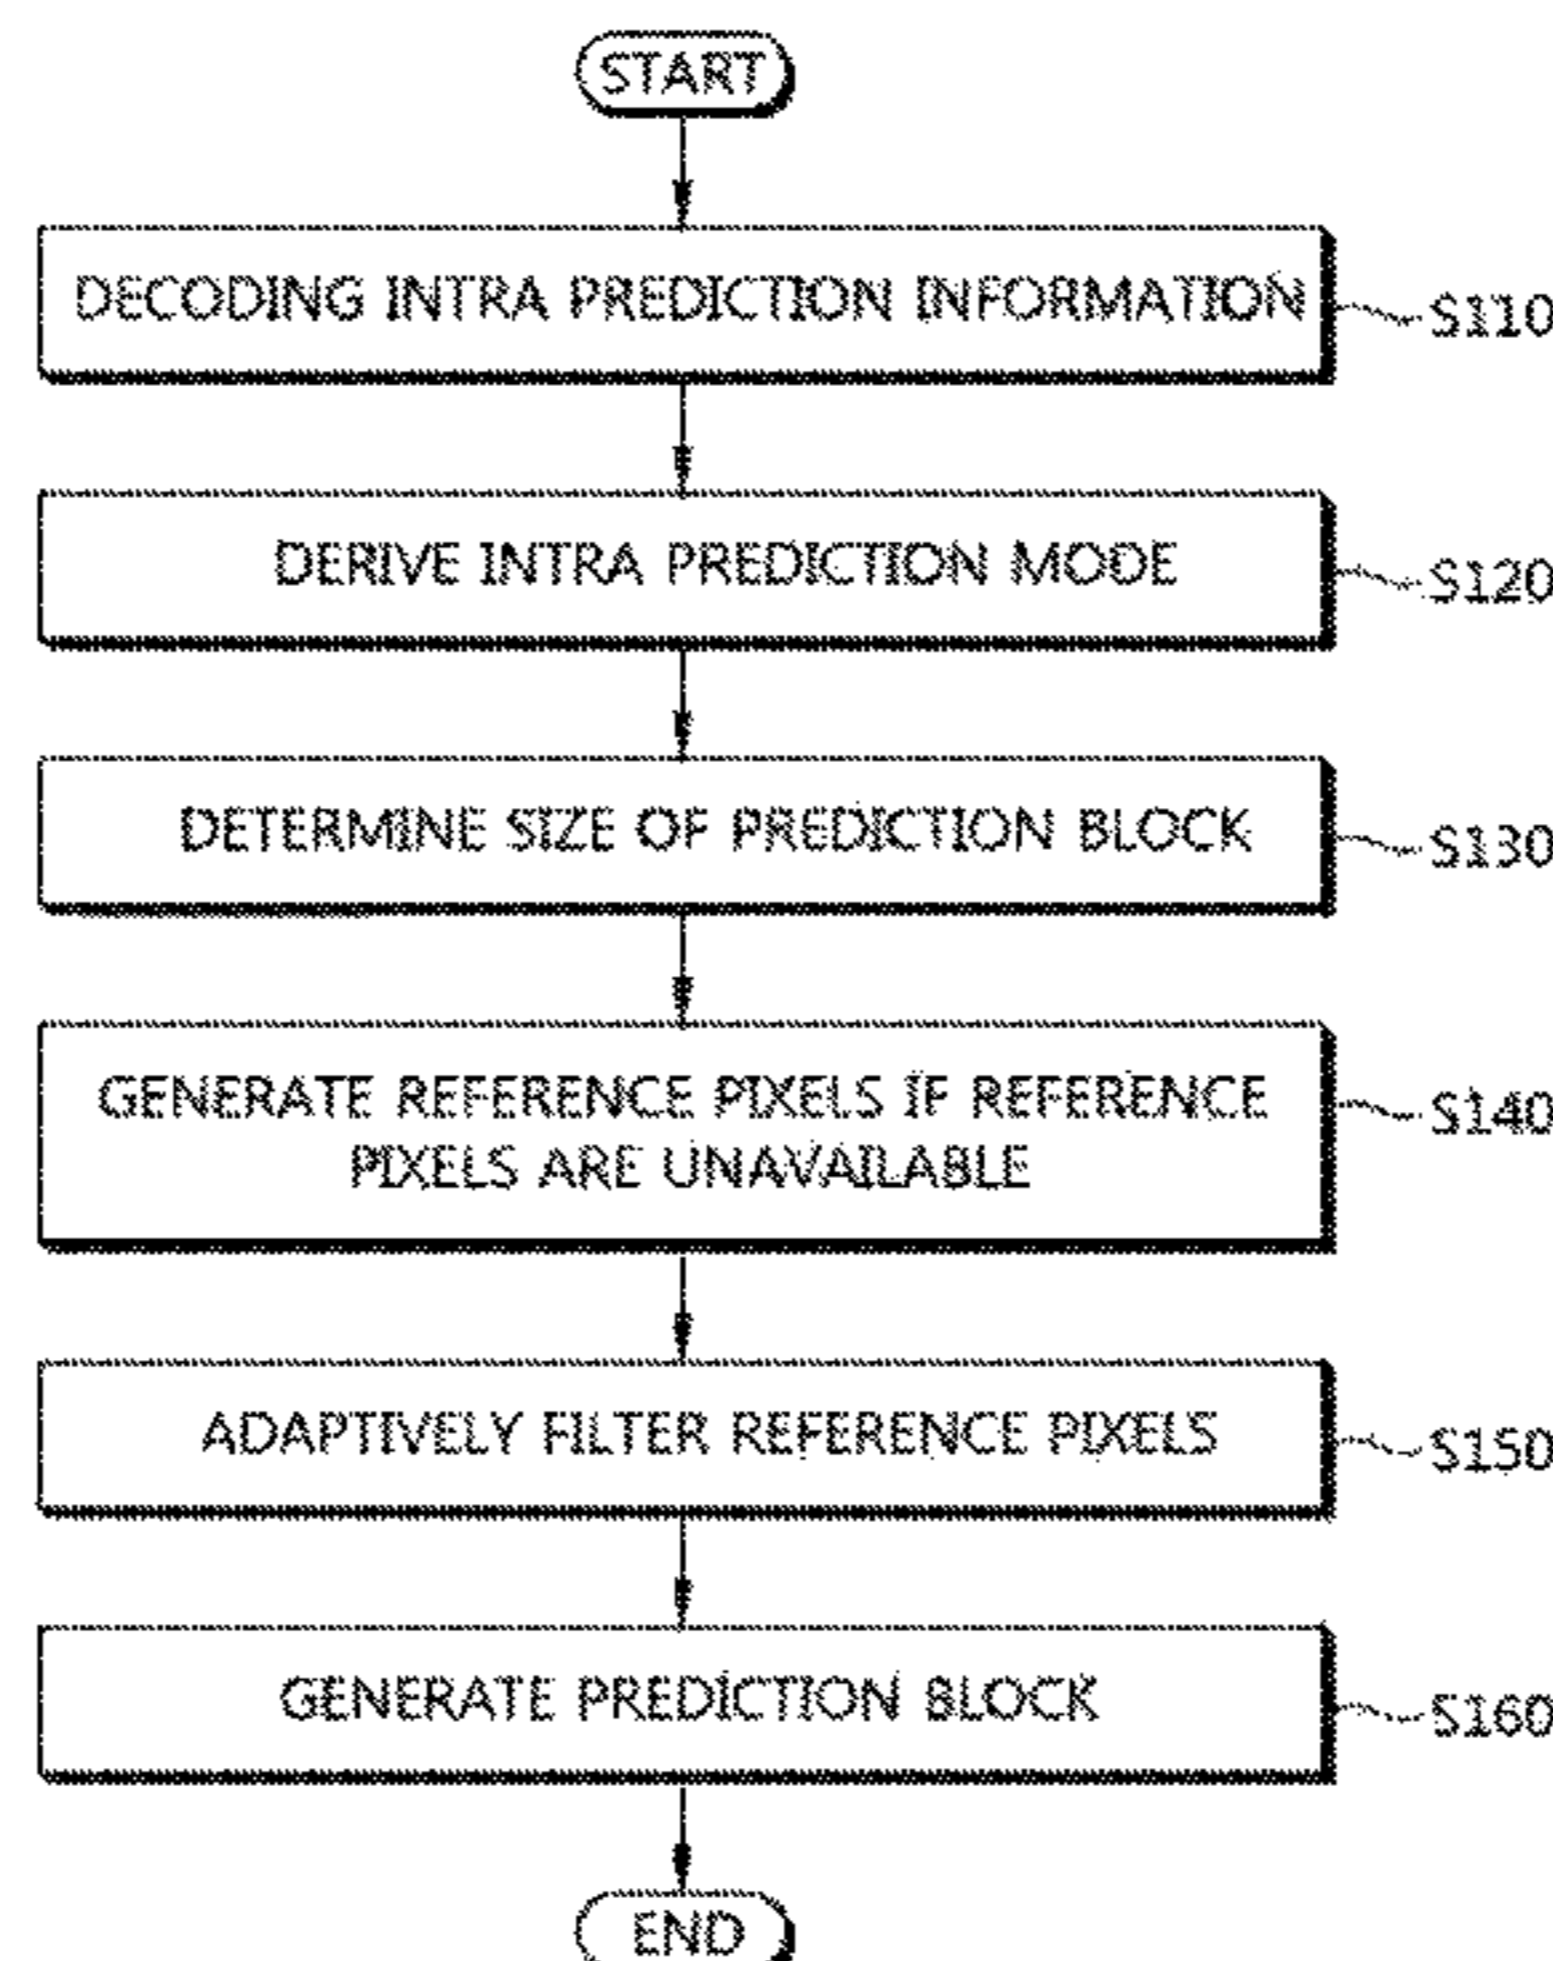 START
DECODING INTRA PREDICTION INFORMATION
S110
DERIVE INTRA PREDICTION MODE
S120
DETERMINE SIZE OF PREDICTION BLOCK
S130
GENERATE REFERENCE PIXELS IF REFERENCE
PIXELS ARE UNAVAILABLE
S140
ADAPTIVELY FILTER REFERENCE PIXELS
S150
GENERATE PREDICTION BLOCK
S160
END